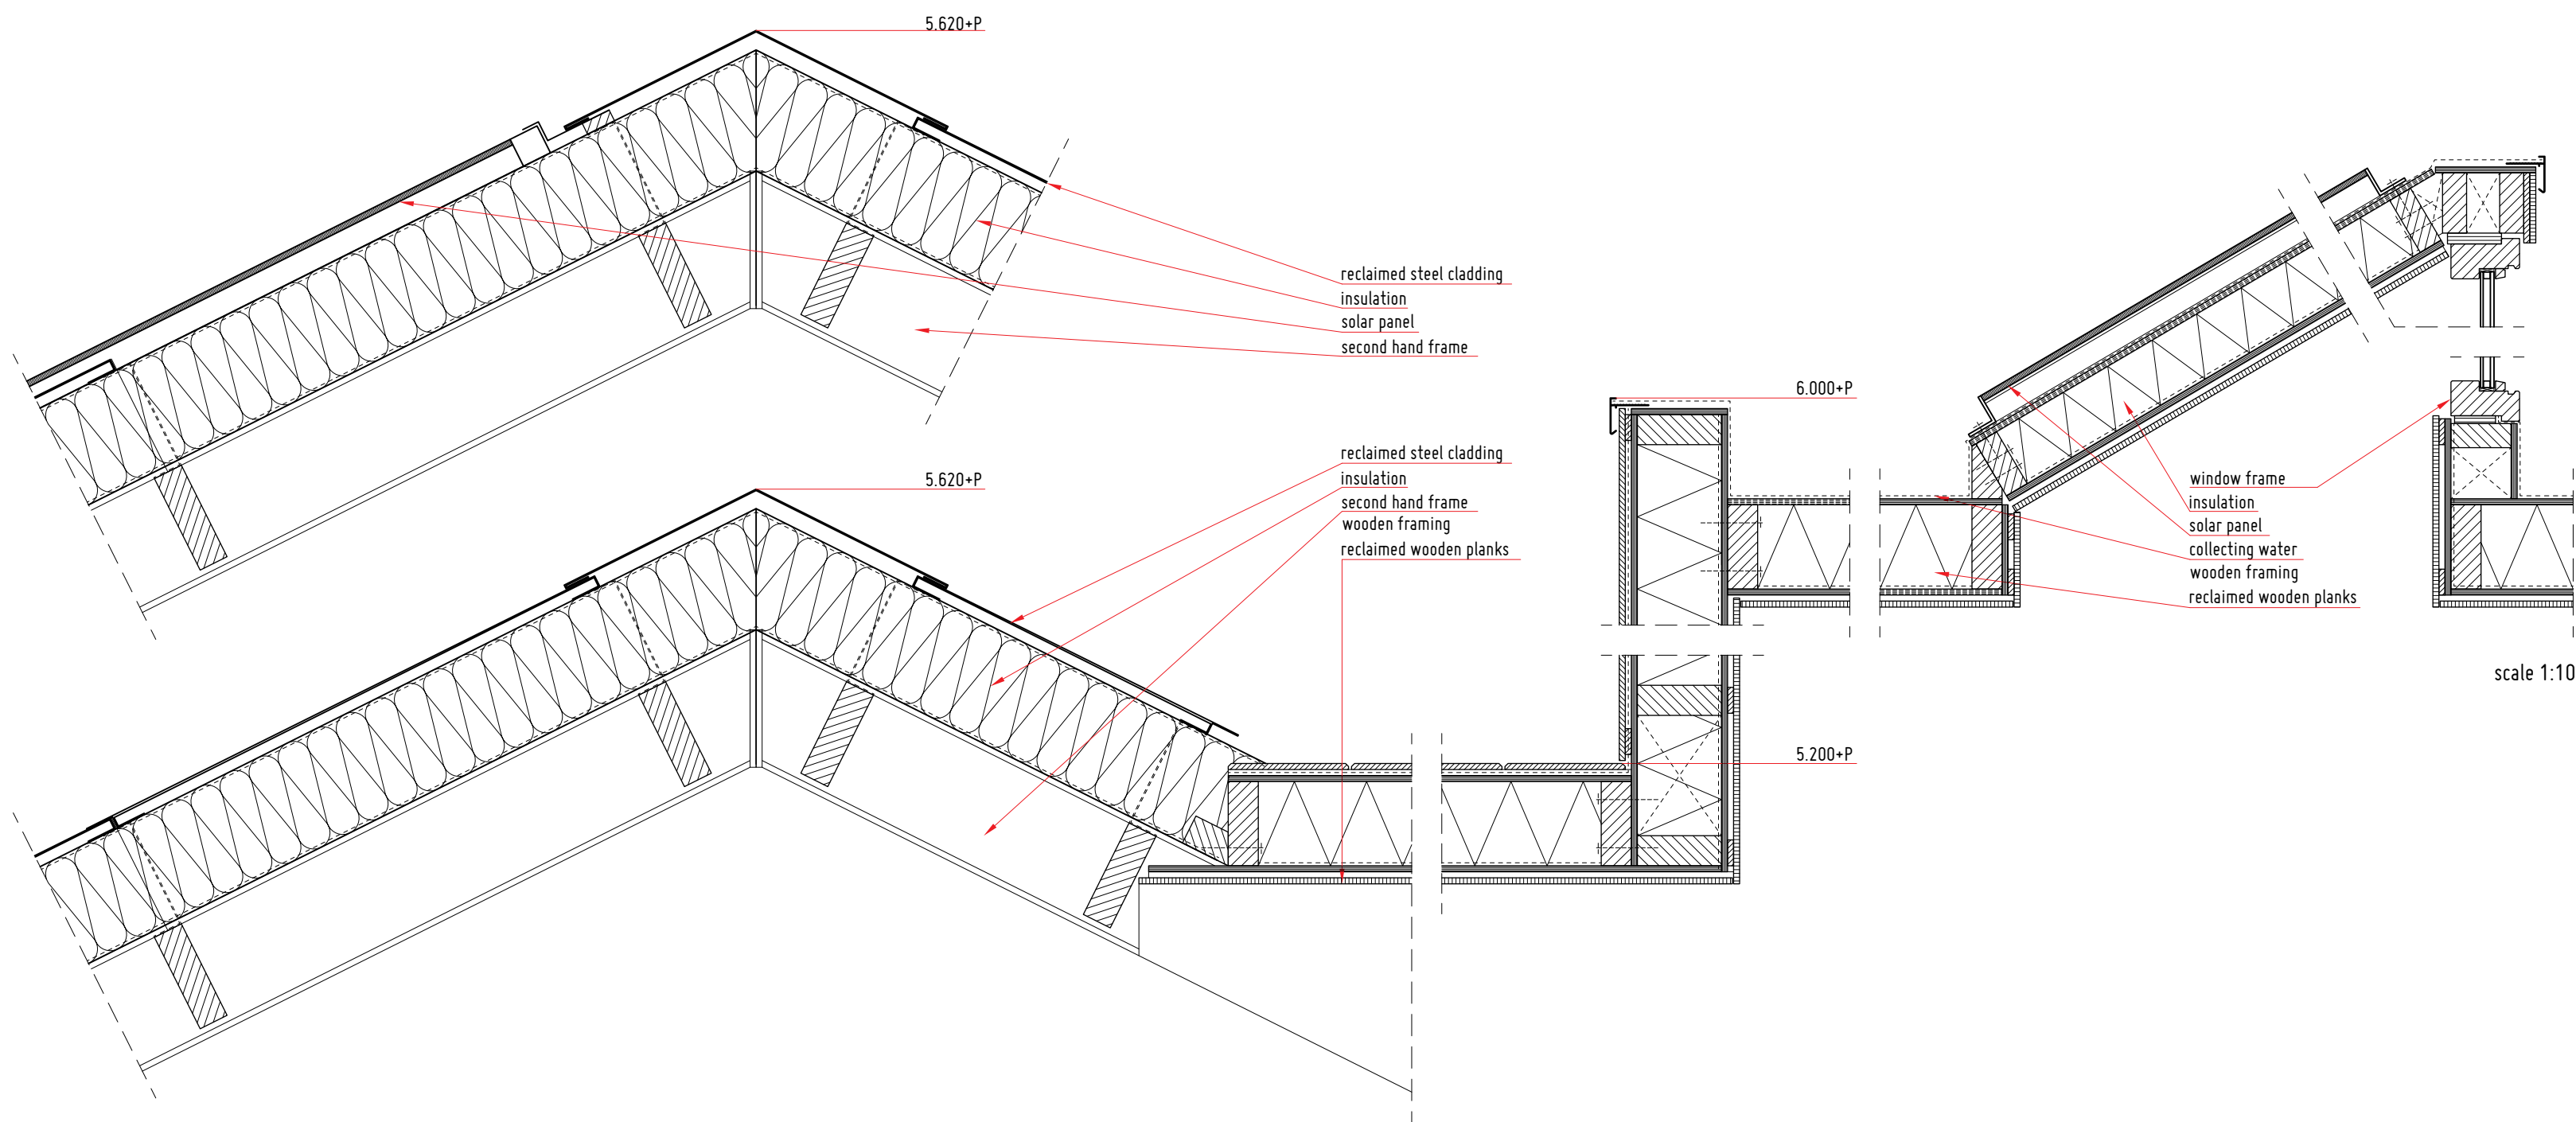 5.620+P
reclaimed steel cladding
insulation
solar panel
second hand frame
6.000+P
reclaimed steel cladding
insulation
second hand frame
wooden framing
reclaimed wooden planks
5.620+P
window frame
insulation
solar panel
collecting water
wooden framing
reclaimed wooden planks
scale 1:10
5.200+P